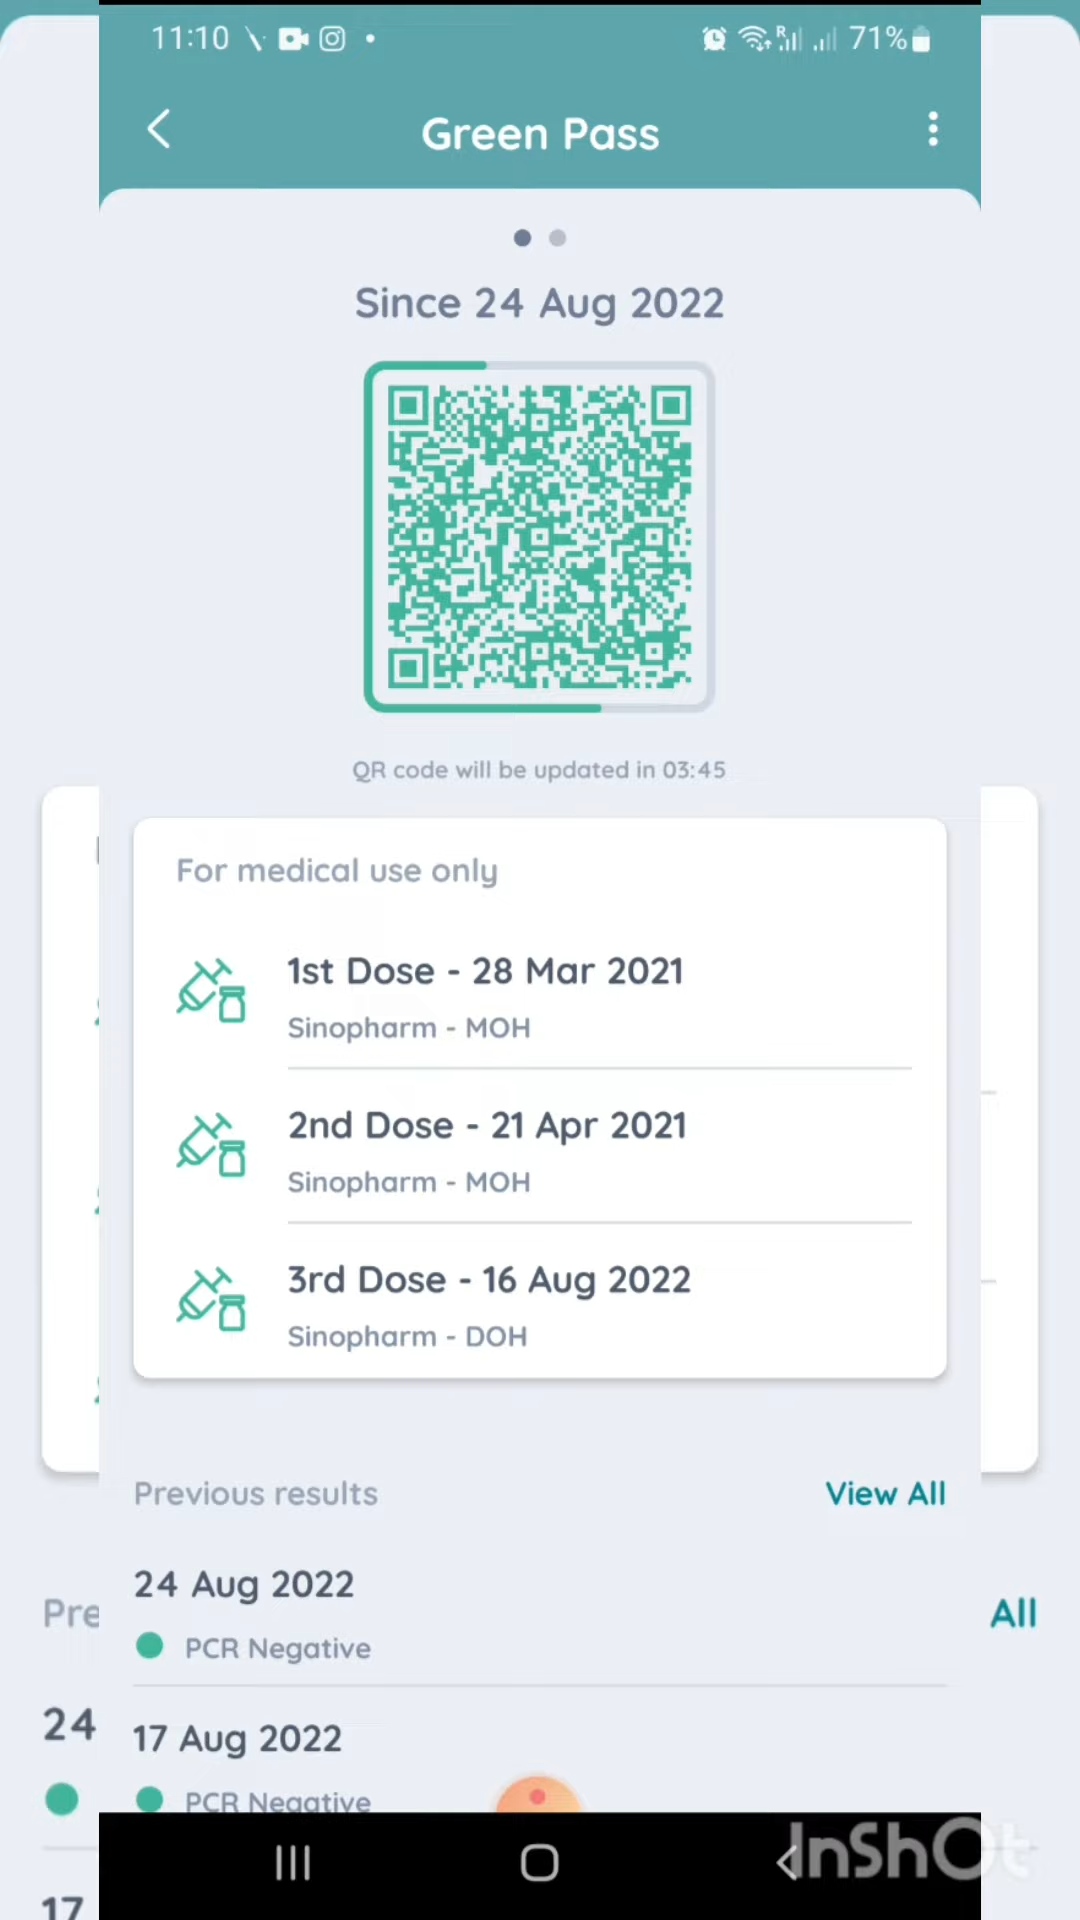 11:10
R
71%
Green Pass
Since 24 Aug 2022
QR code will be updated in 03:45
For medical use only
1st Dose - 28 Mar 2021
Sinopharm - MOH
2nd Dose - 21 Apr 2021
Sinopharm - MOH
3rd Dose - 16 Aug 2022
Sinopharm - DOH
Previous results
View All
24 Aug 2022
PCR Negative
Pre
All
24
17 Aug 2022
PCR Negative
InShOt
17